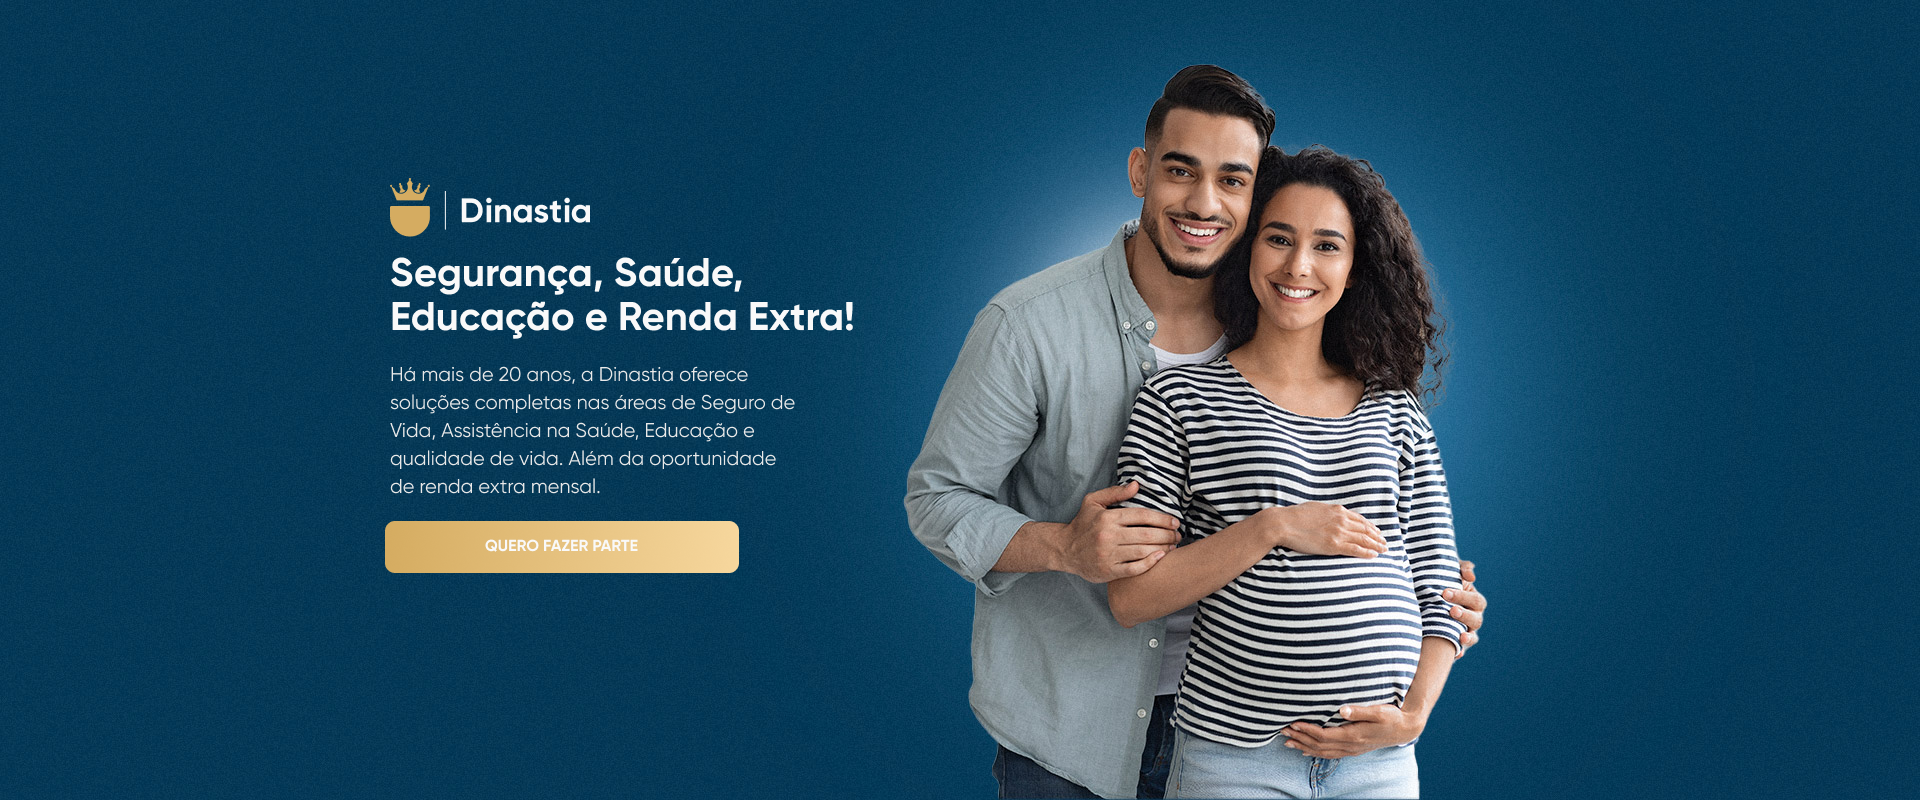 Dinastia
Segurança, Saúde,
Educação e Renda Extra!
Há mais de 20 anos, a Dinastia oferece
soluções completas nas áreas de Seguro de
Vida, Assistência na Saúde, Educação e
qualidade de vida. Além da oportunidade
de renda extra mensal.
QUERO FAZER PARTE